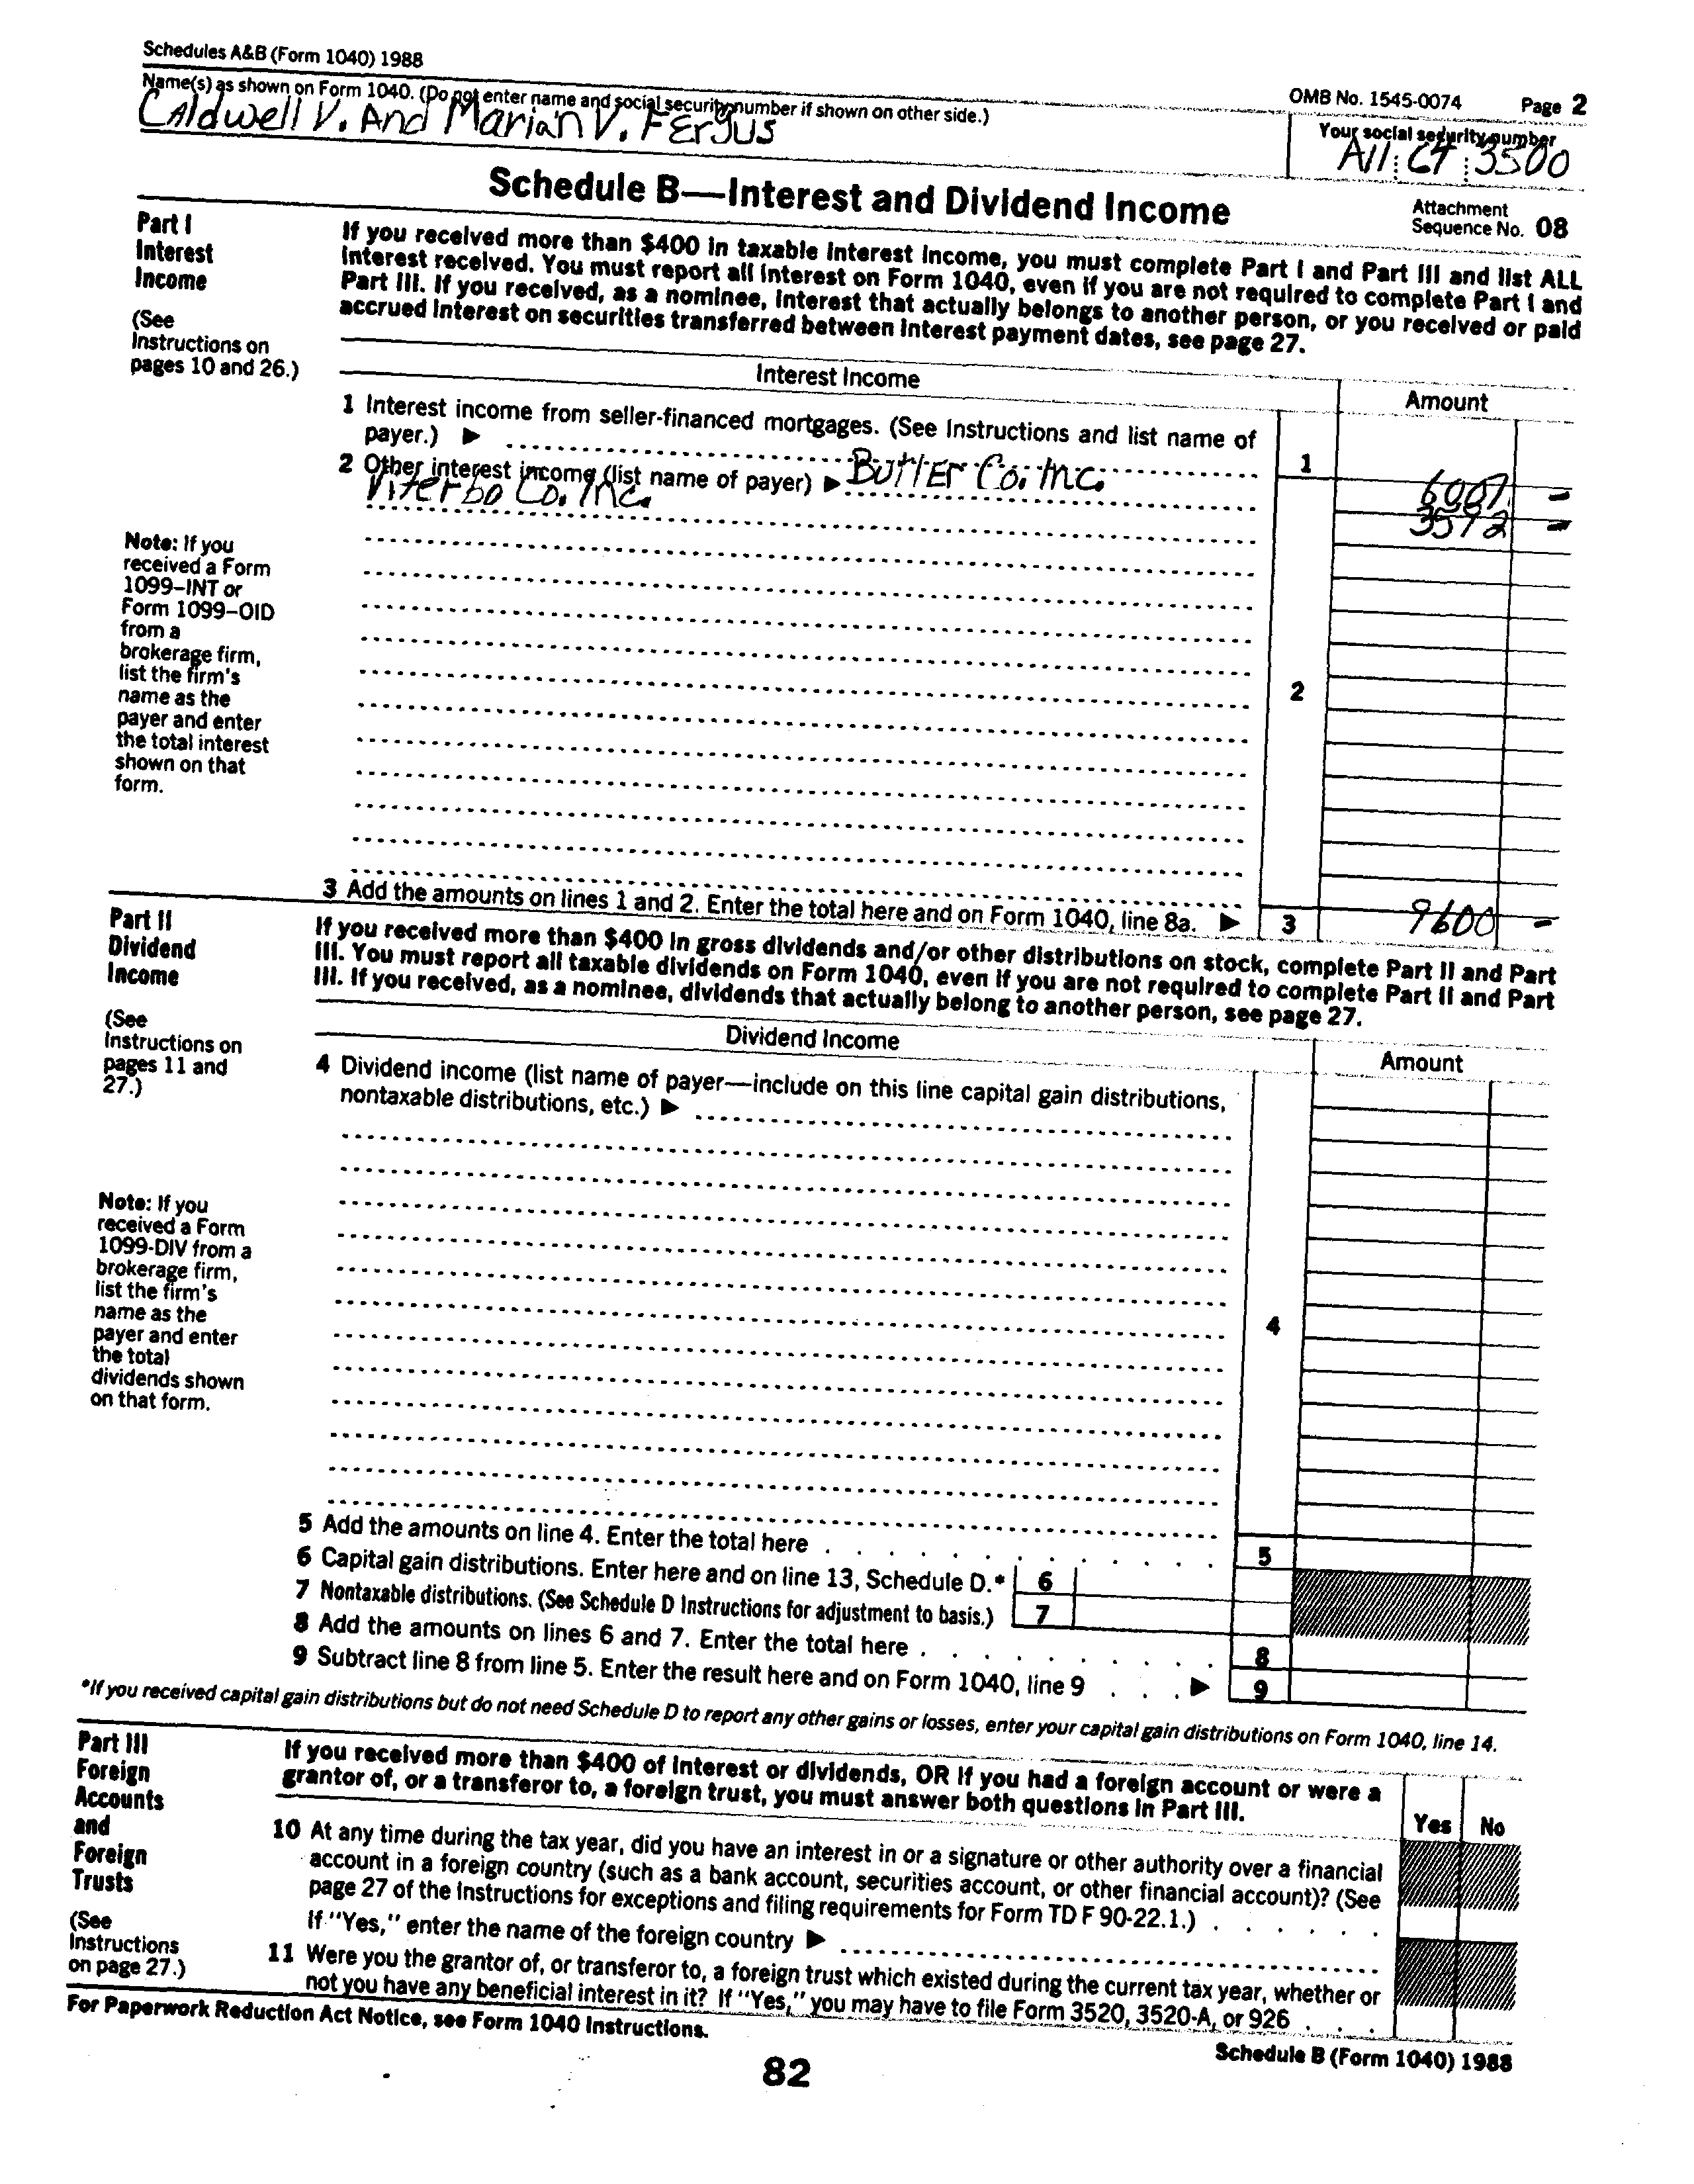 Schedules A&B (Form 1040) 1988
OMB No. 1545-0074 Page 2
Name(s) as shown on Form 1040. (Do not enter name and social security number if shown on other side.)
Your social security number
CAldwell V. And Marian V. FErgus
A11 C4 3500
Schedule B—Interest and Dividend Income
Attachment
Sequence No. 08
Part I
Interest
Income
(See
Instructions on
pages 10 and 26.)
If you received more than $400 in taxable interest income, you must complete Part I and Part III and list ALL
interest received. You must report all interest on Form 1040, even if you are not required to complete Part I and
Part III. If you received, as a nominee, interest that actually belongs to another person, or you received or paid
accrued interest on securities transferred between interest payment dates, see page 27.
Interest Income
Amount
1 Interest income from seller-financed mortgages. (See Instructions and list name of
payer.) ▶
1
2 Other interest income (list name of payer) ▶ ButlEr Co. Inc.
Viterbo Co. Inc.
3572 –
Note: If you
received a Form
1099–INT or
Form 1099–OID
from a
brokerage firm,
list the firm's
name as the
payer and enter
the total interest
shown on that
form.
2
3 Add the amounts on lines 1 and 2. Enter the total here and on Form 1040, line 8a. ▶ 3 9600 –
Part II
Dividend
Income
(See
Instructions on
pages 11 and
27.)
If you received more than $400 in gross dividends and/or other distributions on stock, complete Part II and Part
III. You must report all taxable dividends on Form 1040, even if you are not required to complete Part II and Part
III. If you received, as a nominee, dividends that actually belong to another person, see page 27.
Dividend Income
Amount
4 Dividend income (list name of payer—include on this line capital gain distributions,
nontaxable distributions, etc.) ▶
Note: If you
received a Form
1099-DIV from a
brokerage firm,
list the firm's
name as the
payer and enter
the total
dividends shown
on that form.
4
5 Add the amounts on line 4. Enter the total here 5
6 Capital gain distributions. Enter here and on line 13, Schedule D.* 6
7 Nontaxable distributions. (See Schedule D Instructions for adjustment to basis.) 7
8 Add the amounts on lines 6 and 7. Enter the total here 8
9 Subtract line 8 from line 5. Enter the result here and on Form 1040, line 9 ▶ 9
*If you received capital gain distributions but do not need Schedule D to report any other gains or losses, enter your capital gain distributions on Form 1040, line 14.
Part III
Foreign
Accounts
and
Foreign
Trusts
(See
Instructions
on page 27.)
If you received more than $400 of interest or dividends, OR if you had a foreign account or were a
grantor of, or a transferor to, a foreign trust, you must answer both questions in Part III.
Yes No
10 At any time during the tax year, did you have an interest in or a signature or other authority over a financial
account in a foreign country (such as a bank account, securities account, or other financial account)? (See
page 27 of the Instructions for exceptions and filing requirements for Form TD F 90-22.1.)
If "Yes," enter the name of the foreign country ▶
11 Were you the grantor of, or transferor to, a foreign trust which existed during the current tax year, whether or
not you have any beneficial interest in it? If "Yes," you may have to file Form 3520, 3520-A, or 926
For Paperwork Reduction Act Notice, see Form 1040 Instructions.
Schedule B (Form 1040) 1988
82